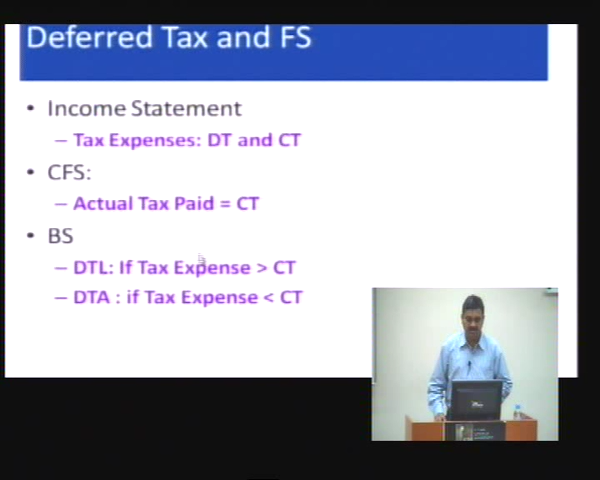 Deferred Tax and FS
• Income Statement
– Tax Expenses: DT and CT
• CFS:
– Actual Tax Paid = CT
• BS
– DTL: If Tax Expense > CT
– DTA : if Tax Expense < CT